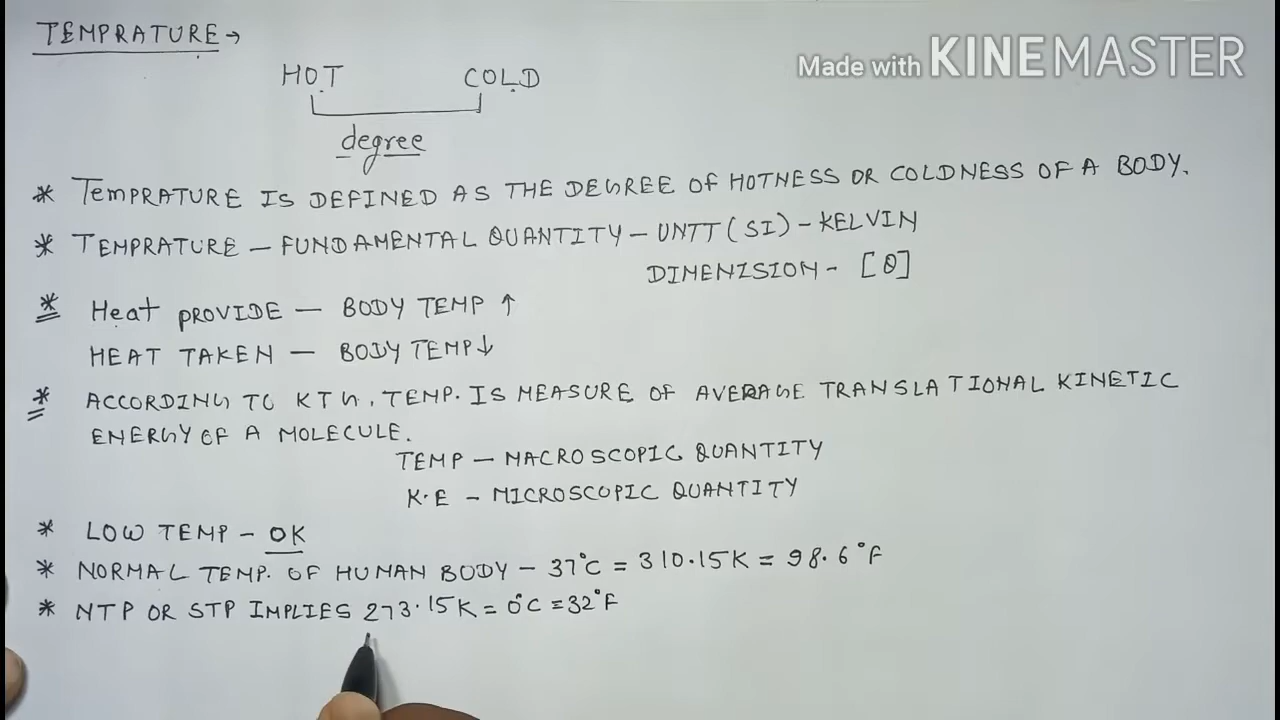 TEMPRATURE →
Made with KINEMASTER
HOT COLD
degree
* TEMPRATURE IS DEFINED AS THE DEGREE OF HOTNESS OR COLDNESS OF A BODY.
* TEMPRATURE – FUNDAMENTAL QUANTITY – UNTT (SI) – KELVIN
DIMENISION - [θ]
* Heat PROVIDE – BODY TEMP ↑
HEAT TAKEN – BODY TEMP ↓
* ACCORDING TO KTG, TEMP. IS MEASURE OF AVERAGE TRANSLATIONAL KINETIC
ENERGY OF A MOLECULE.
TEMP – MACROSCOPIC QUANTITY
K.E – MICROSCOPIC QUANTITY
* LOW TEMP – OK
* NORMAL TEMP. OF HUMAN BODY – 37°C = 310.15K = 98.6°F
* NTP OR STP IMPLIES 273.15K = 0°C = 32°F